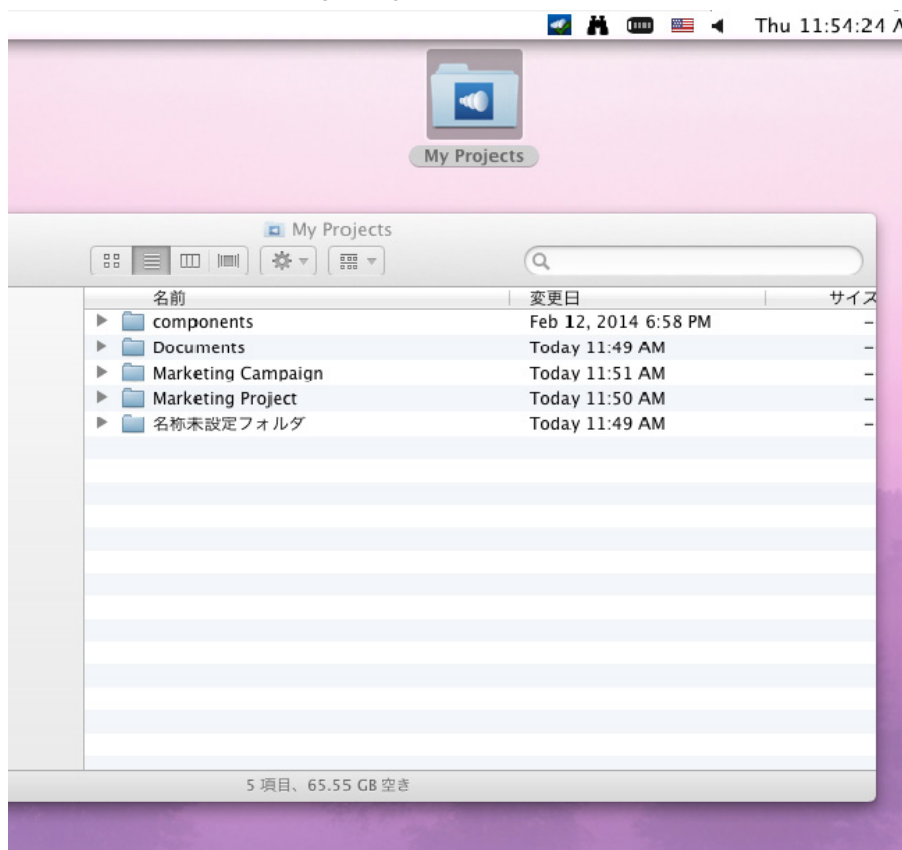 Thu 11:54:24 A
My Projects
My Projects
名前 変更日 サイズ
components Feb 12, 2014 6:58 PM –
Documents Today 11:49 AM –
Marketing Campaign Today 11:51 AM –
Marketing Project Today 11:50 AM –
名称未設定フォルダ Today 11:49 AM –
5 項目、65.55 GB 空き